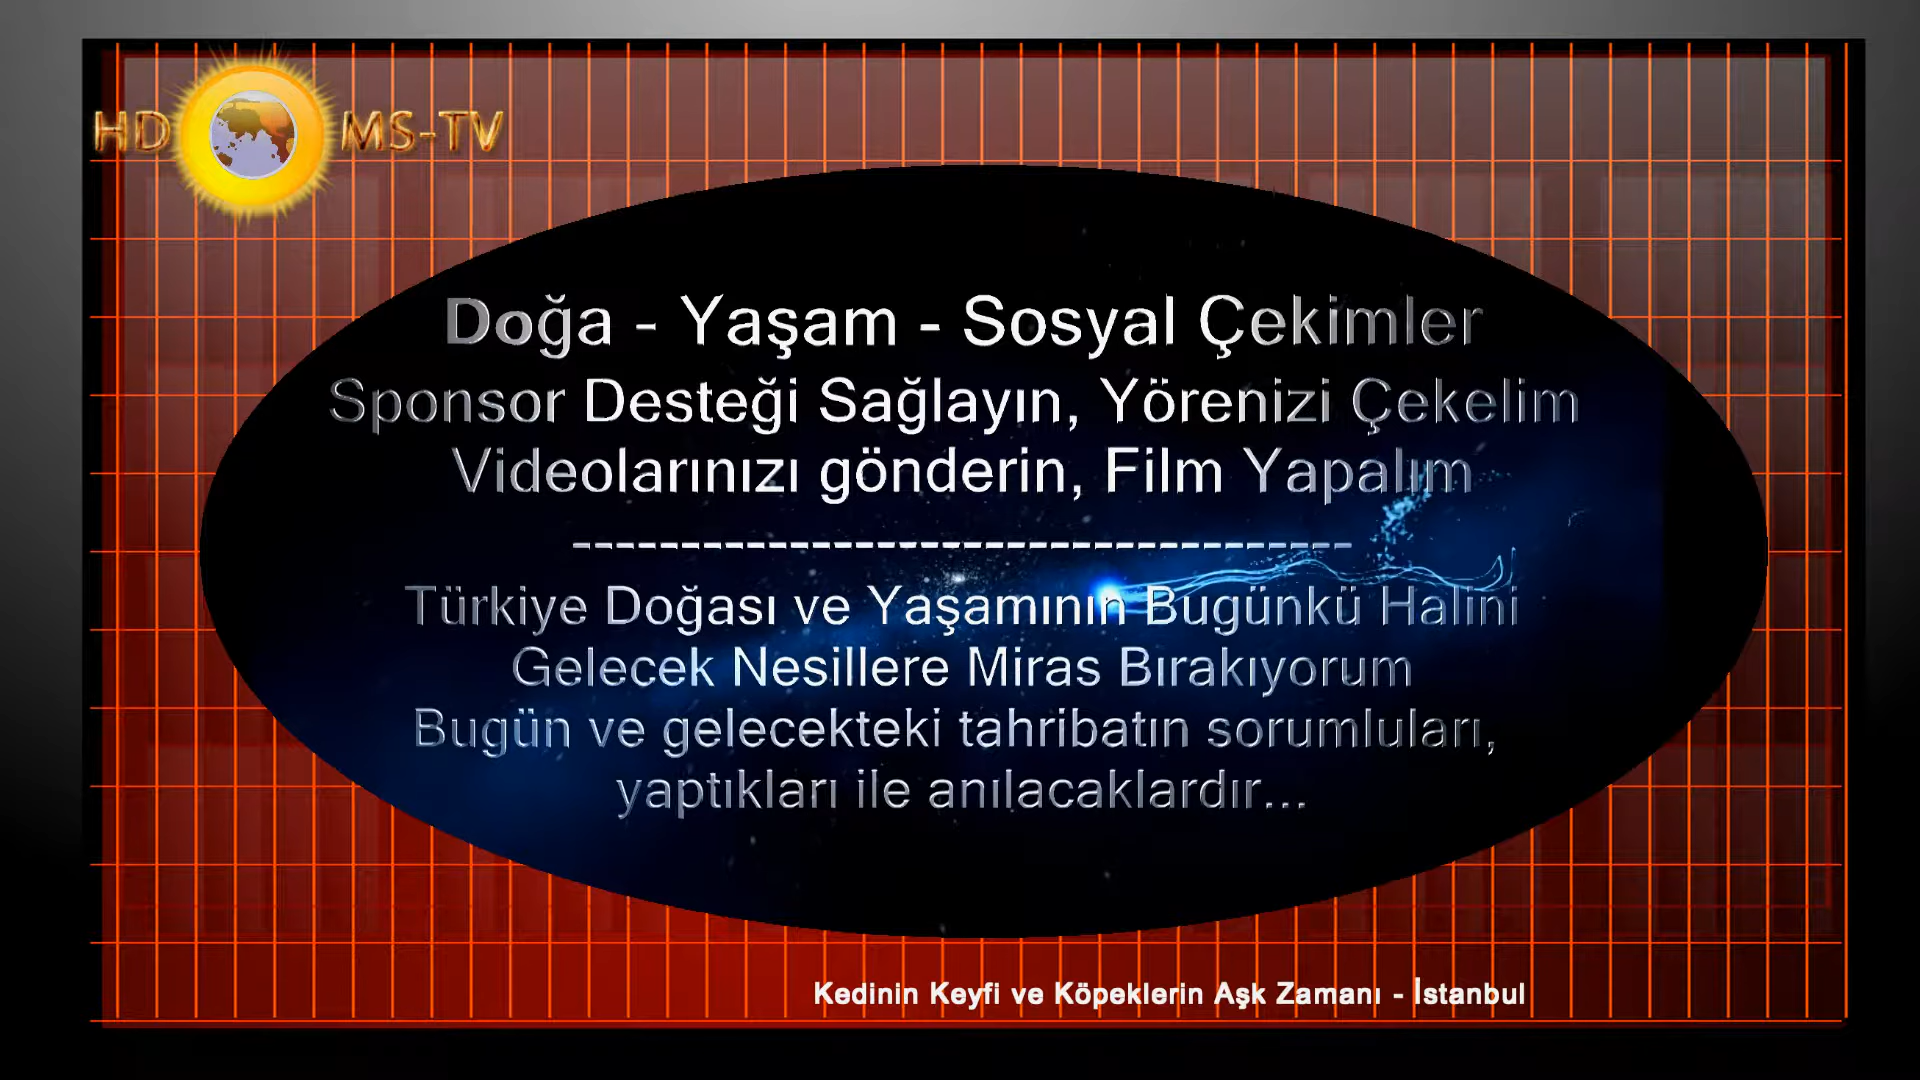 HD MS-TV
Doğa - Yaşam - Sosyal Çekimler
Sponsor Desteği Sağlayın, Yörenizi Çekelim
Videolarınızı gönderin, Film Yapalım
------------------------------------
Türkiye Doğası ve Yaşamının Bugünkü Halini
Gelecek Nesillere Miras Bırakıyorum
Bugün ve gelecekteki tahribatın sorumluları,
yaptıkları ile anılacaklardır...
Kedinin Keyfi ve Köpeklerin Aşk Zamanı - İstanbul